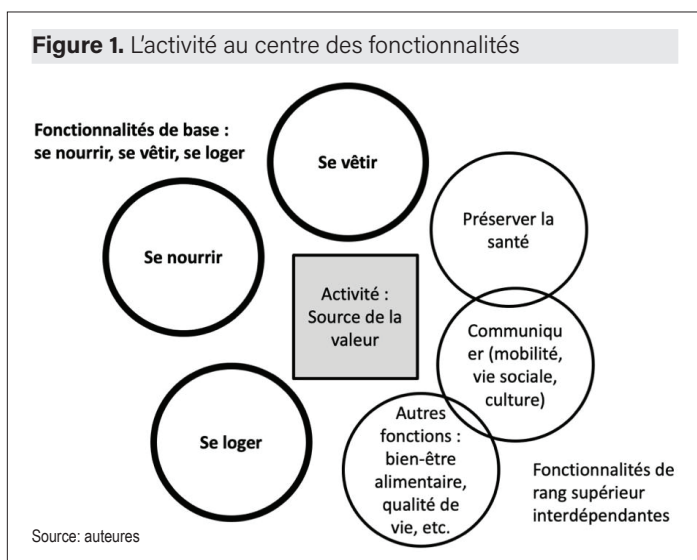 Figure 1. L'activité au centre des fonctionnalités
Fonctionnalités de base :
se nourrir, se vêtir, se loger
Se vêtir
Préserver la
santé
Se nourrir
Activité :
Source de la
valeur
Communiqu
er (mobilité,
vie sociale,
culture)
Se loger
Autres
fonctions :
bien-être
alimentaire,
qualité de
vie, etc.
Fonctionnalités de
rang supérieur
interdépendantes
Source: auteures